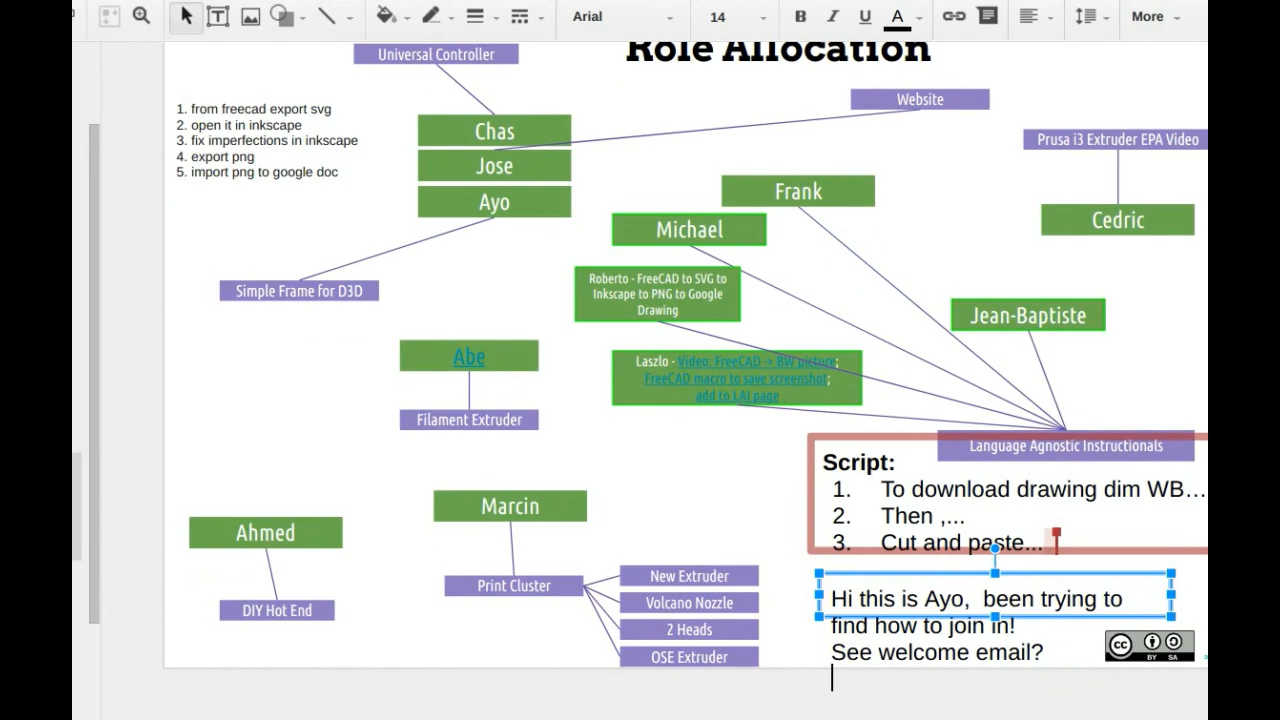 Arial
14
B
I
U
A
More
Role Allocation
Universal Controller
Website
1. from freecad export svg
2. open it in inkscape
3. fix imperfections in inkscape
4. export png
5. import png to google doc
Chas
Jose
Ayo
Prusa i3 Extruder EPA Video
Frank
Cedric
Michael
Roberto - FreeCAD to SVG to
Inkscape to PNG to Google
Drawing
Simple Frame for D3D
Jean-Baptiste
Abe
Laszlo - Video: FreeCAD -> BW picture;
FreeCAD macro to save screenshot;
add to LAI page
Filament Extruder
Language Agnostic Instructionals
Script:
1. To download drawing dim WB…
2. Then ,...
3. Cut and paste...
Marcin
Ahmed
Print Cluster
New Extruder
Volcano Nozzle
2 Heads
OSE Extruder
DIY Hot End
Hi this is Ayo,  been trying to
find how to join in!
See welcome email?
cc
BY SA